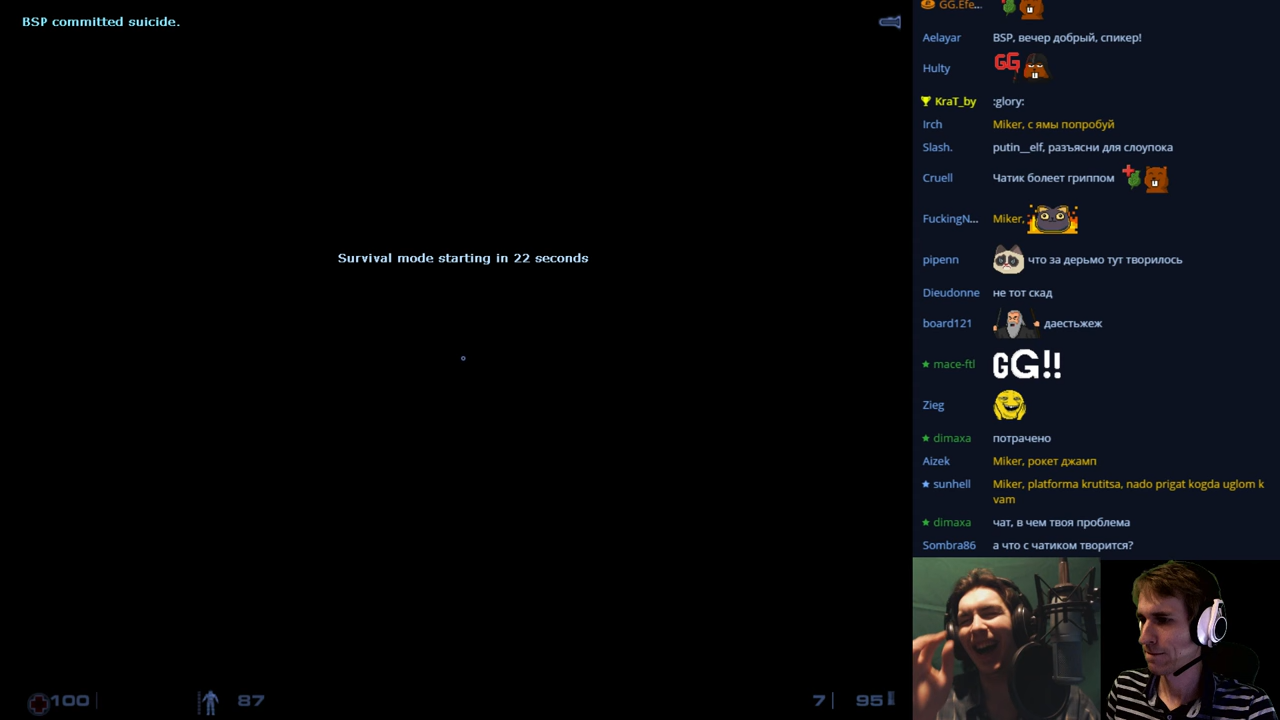 BSP committed suicide.
Survival mode starting in 22 seconds
100
87
7
95
GG.Efe...
Aelayar BSP, вечер добрый, спикер!
Hulty GG
KraT_by :glory:
Irch Miker, с ямы попробуй
Slash. putin__elf, разъясни для слоупока
Cruell Чатик болеет гриппом
FuckingN... Miker,
pipenn что за дерьмо тут творилось
Dieudonne не тот скад
board121 даестьжеж
mace-ftl GG!!
Zieg
dimaxa потрачено
Aizek Miker, рокет джамп
sunhell Miker, platforma krutitsa, nado prigat kogda uglom k
vam
dimaxa чат, в чем твоя проблема
Sombra86 а что с чатиком творится?